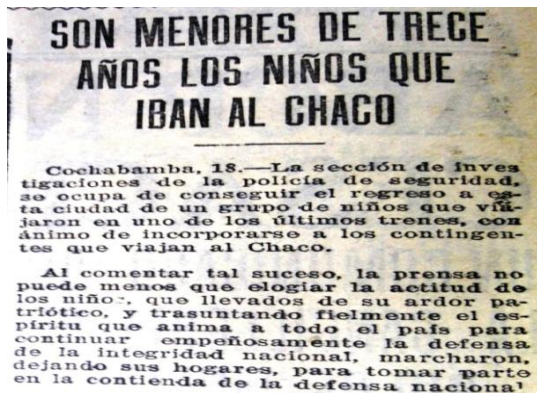 SON MENORES DE TRECE
AÑOS LOS NIÑOS QUE
IBAN AL CHACO
Cochabamba, 18.—La sección de inves
tigaciones de la policía de seguridad,
se ocupa de conseguir el regreso a es-
ta ciudad de un grupo de niños que via-
jaron en uno de los últimos trenes, con
ánimo de incorporarse a los contingen-
tes que viajan al Chaco.
Al comentar tal suceso, la prensa no
puede menos que elogiar la actitud de
los niños, que llevados de su ardor pa-
triótico, y trasuntando fielmente el es-
píritu que anima a todo el país para
continuar empeñosamente la defensa
de la integridad nacional, marcharon,
dejando sus hogares, para tomar parte
en la contienda de la defensa nacional